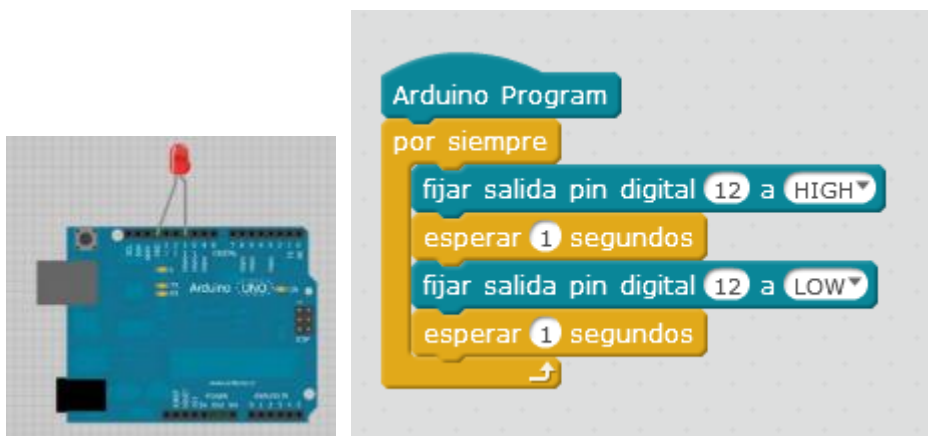 Arduino UNO
Arduino Program
por siempre
fijar salida pin digital 12 a HIGH
esperar 1 segundos
fijar salida pin digital 12 a LOW
esperar 1 segundos